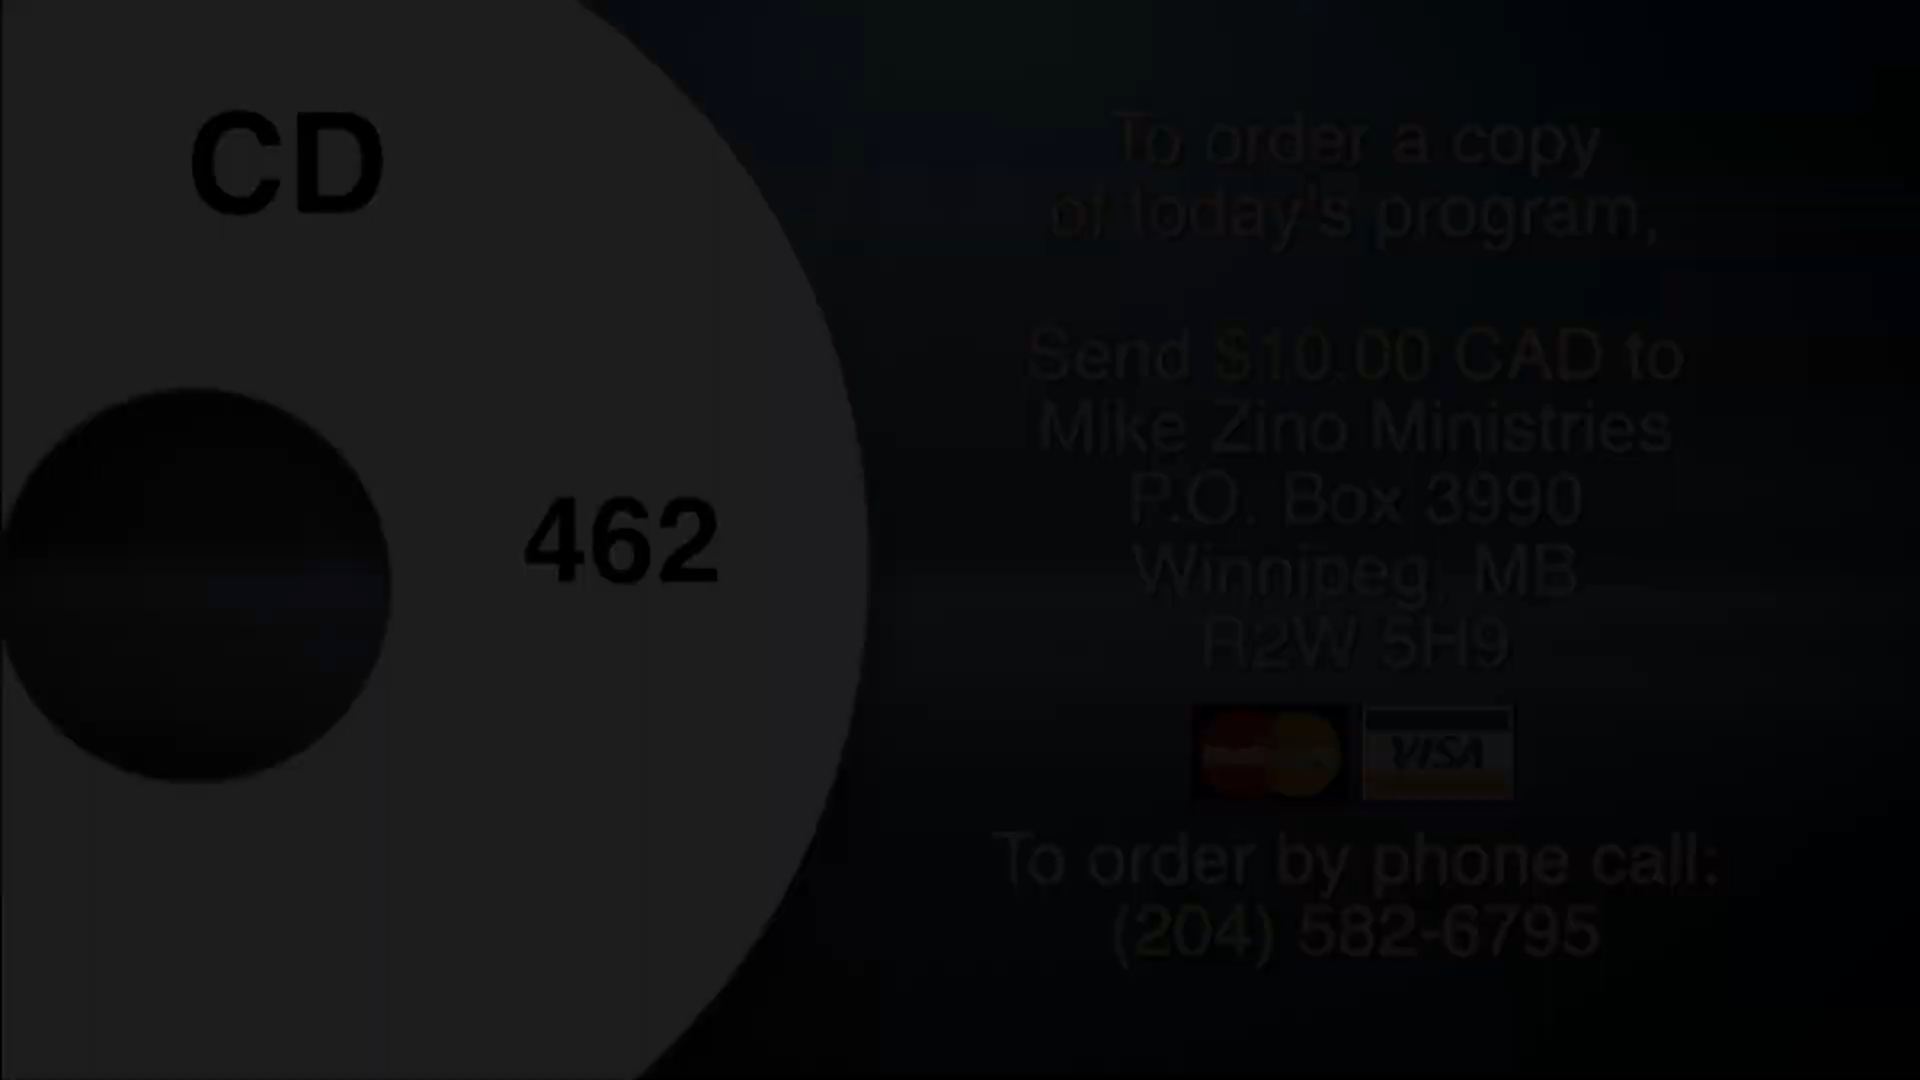 CD
462
To order a copy
of today's program,
Send $10.00 CAD to
Mike Zino Ministries
P.O. Box 3990
Winnipeg, MB
R2W 5H9
VISA
To order by phone call:
(204) 582-6795